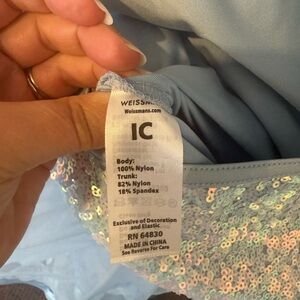 WEISSMAN
Weissmans.com
IC
Body:
100% Nylon
Trunk:
82% Nylon
18% Spandex
Exclusive of Decoration
and Elastic
RN 64830
MADE IN CHINA
See Reverse For Care